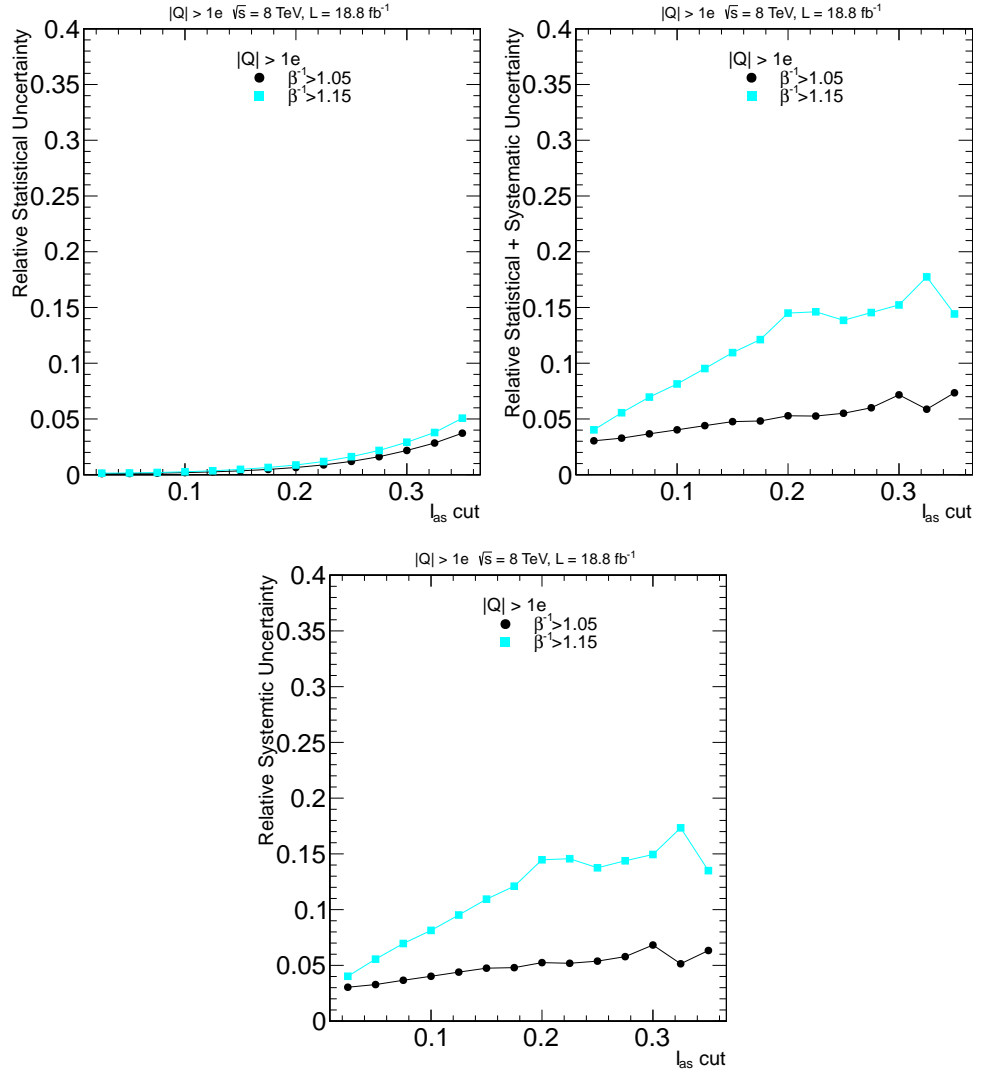 |Q| > 1e √s = 8 TeV, L = 18.8 fb⁻¹
Relative Statistical Uncertainty
0.4
0.35
0.3
0.25
0.2
0.15
0.1
0.05
0
|Q| > 1e
β⁻¹>1.05
β⁻¹>1.15
0.1 0.2 0.3
I_as cut
|Q| > 1e √s = 8 TeV, L = 18.8 fb⁻¹
Relative Statistical + Systematic Uncertainty
0.4
0.35
0.3
0.25
0.2
0.15
0.1
0.05
0
|Q| > 1e
β⁻¹>1.05
β⁻¹>1.15
0.1 0.2 0.3
I_as cut
|Q| > 1e √s = 8 TeV, L = 18.8 fb⁻¹
Relative Systemtic Uncertainty
0.4
0.35
0.3
0.25
0.2
0.15
0.1
0.05
0
|Q| > 1e
β⁻¹>1.05
β⁻¹>1.15
0.1 0.2 0.3
I_as cut